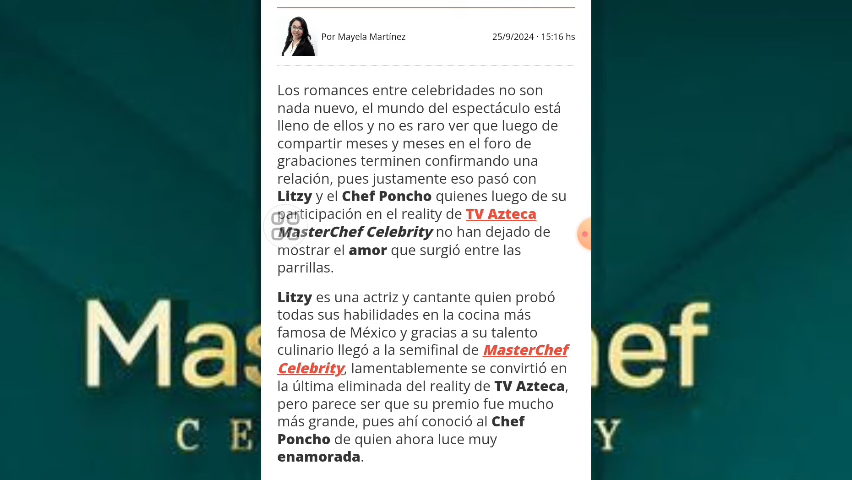 Por Mayela Martínez
25/9/2024 · 15:16 hs
Los romances entre celebridades no son
nada nuevo, el mundo del espectáculo está
lleno de ellos y no es raro ver que luego de
compartir meses y meses en el foro de
grabaciones terminen confirmando una
relación, pues justamente eso pasó con
Litzy y el Chef Poncho quienes luego de su
participación en el reality de TV Azteca
MasterChef Celebrity no han dejado de
mostrar el amor que surgió entre las
parrillas.
Litzy es una actriz y cantante quien probó
todas sus habilidades en la cocina más
famosa de México y gracias a su talento
culinario llegó a la semifinal de MasterChef
Celebrity, lamentablemente se convirtió en
la última eliminada del reality de TV Azteca,
pero parece ser que su premio fue mucho
más grande, pues ahí conoció al Chef
Poncho de quien ahora luce muy
enamorada.
Mas ef
C E Y